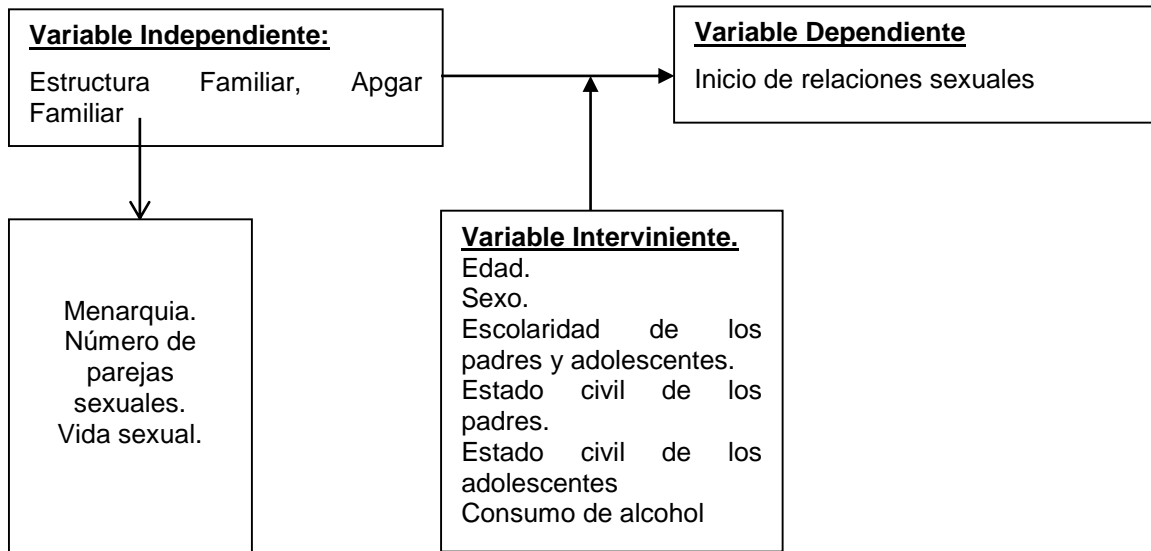 Variable Independiente:
Estructura Familiar, Apgar
Familiar
Variable Dependiente
Inicio de relaciones sexuales
Menarquia.
Número de
parejas
sexuales.
Vida sexual.
Variable Interviniente.
Edad.
Sexo.
Escolaridad de los
padres y adolescentes.
Estado civil de los
padres.
Estado civil de los
adolescentes
Consumo de alcohol